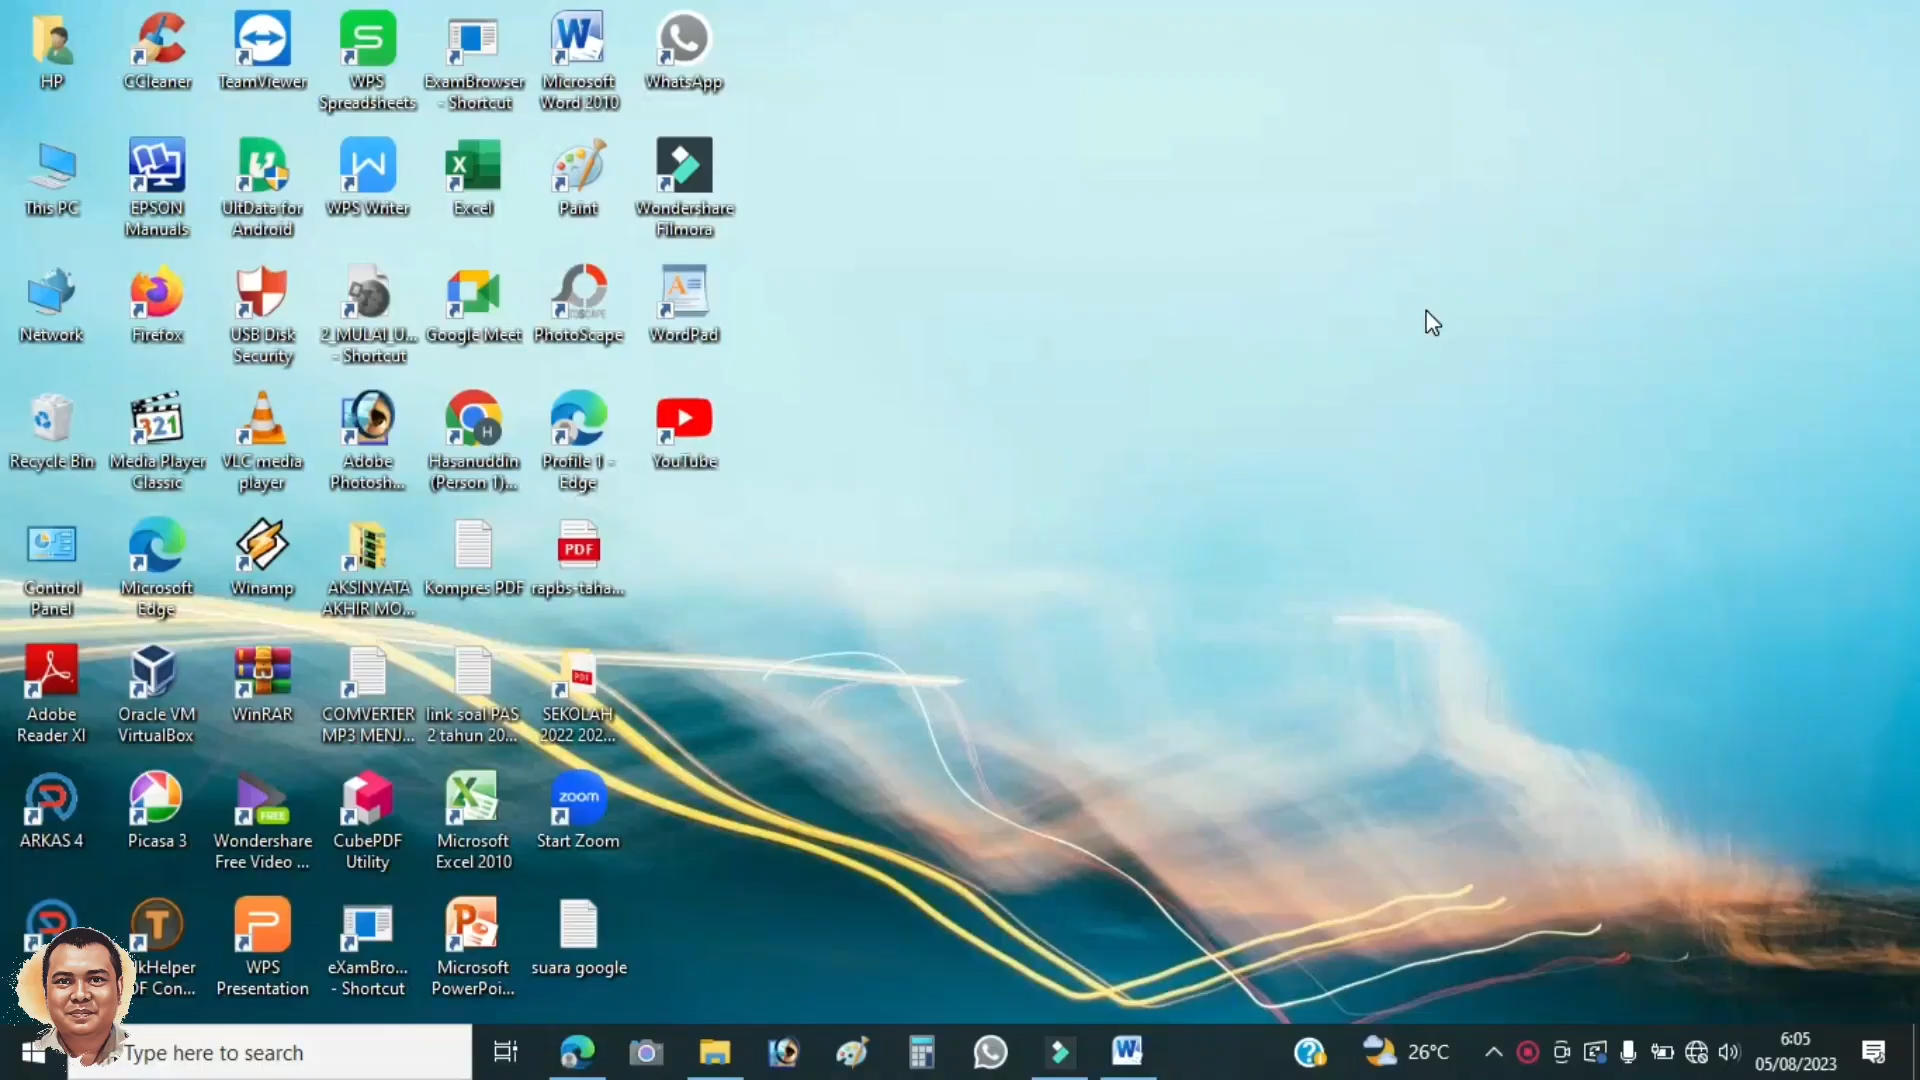 HP
CCleaner
TeamViewer
WPS
Spreadsheets
ExamBrowser
- Shortcut
Microsoft
Word 2010
WhatsApp
This PC
EPSON
Manuals
UltData for
Android
WPS Writer
Excel
Paint
Wondershare
Filmora
Network
Firefox
USB Disk
Security
2_MULAI_U...
- Shortcut
Google Meet
PhotoScape
WordPad
Recycle Bin
Media Player
Classic
321
VLC media
player
Adobe
Photosh...
Hasanuddin
(Person 1)...
H
Profile 1 -
Edge
YouTube
Control
Panel
Microsoft
Edge
Winamp
AKSINYATA
AKHIR MO...
Kompres PDF
PDF
rapbs-taha...
Adobe
Reader XI
Oracle VM
VirtualBox
WinRAR
COMVERTER
MP3 MENJ...
link soal PAS
2 tahun 20...
PDF
SEKOLAH
2022 202...
ARKAS 4
Picasa 3
FREE
Wondershare
Free Video ...
CubePDF
Utility
Microsoft
Excel 2010
zoom
Start Zoom
T
lkHelper
DF Con...
WPS
Presentation
eXamBro...
- Shortcut
Microsoft
PowerPoi...
suara google
Type here to search
26°C
6:05
05/08/2023